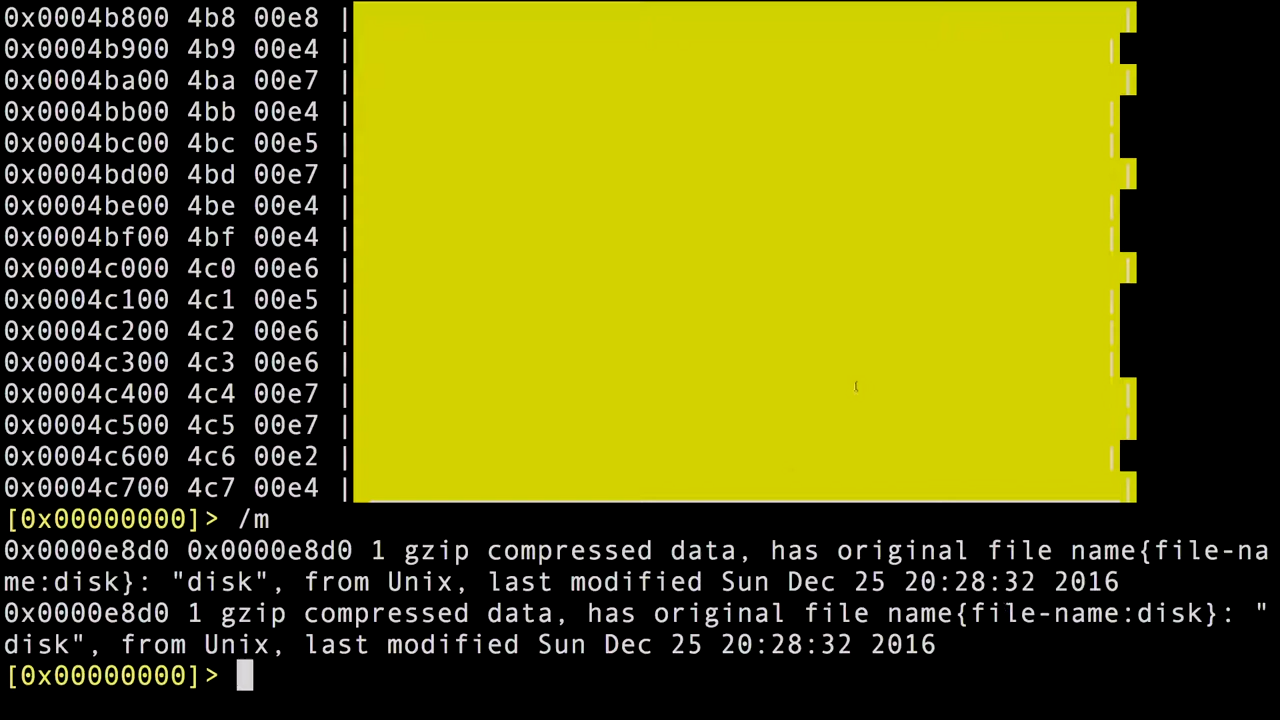 0x0004b800 4b8 00e8 | |
0x0004b900 4b9 00e4 | |
0x0004ba00 4ba 00e7 | |
0x0004bb00 4bb 00e4 | |
0x0004bc00 4bc 00e5 | |
0x0004bd00 4bd 00e7 | |
0x0004be00 4be 00e4 | |
0x0004bf00 4bf 00e4 | |
0x0004c000 4c0 00e6 | |
0x0004c100 4c1 00e5 | |
0x0004c200 4c2 00e6 | |
0x0004c300 4c3 00e6 | |
0x0004c400 4c4 00e7 | |
0x0004c500 4c5 00e7 | |
0x0004c600 4c6 00e2 | |
0x0004c700 4c7 00e4 | |
[0x00000000]> /m
0x0000e8d0 0x0000e8d0 1 gzip compressed data, has original file name{file-na
me:disk}: "disk", from Unix, last modified Sun Dec 25 20:28:32 2016
0x0000e8d0 1 gzip compressed data, has original file name{file-name:disk}: "
disk", from Unix, last modified Sun Dec 25 20:28:32 2016
[0x00000000]>